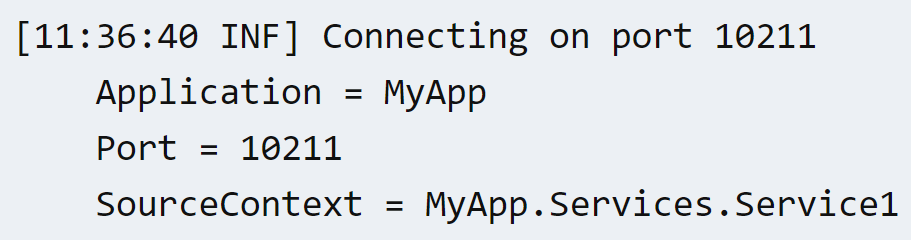 [11:36:40 INF] Connecting on port 10211
    Application = MyApp
    Port = 10211
    SourceContext = MyApp.Services.Service1